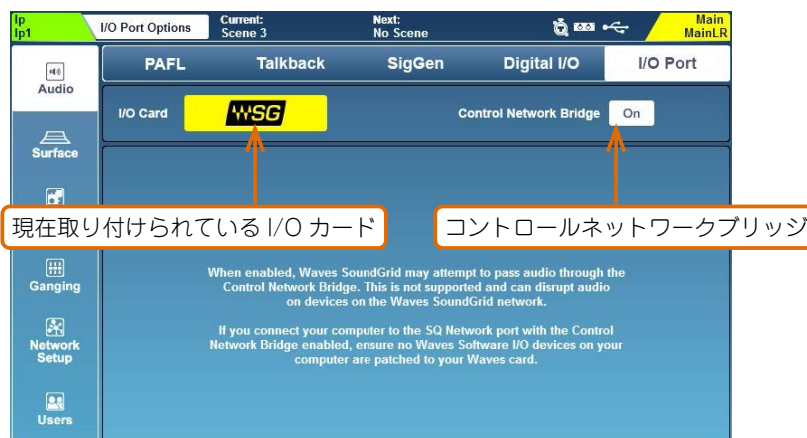 Ip
Ip1
I/O Port Options
Current:
Scene 3
Next:
No Scene
Main
MainLR
PAFL
Talkback
SigGen
Digital I/O
I/O Port
Audio
I/O Card
WSG
Control Network Bridge
On
Surface
現在取り付けられている I/O カード
コントロールネットワークブリッジ
Ganging
When enabled, Waves SoundGrid may attempt to pass audio through the
Control Network Bridge. This is not supported and can disrupt audio
on devices on the Waves SoundGrid network.
Network
Setup
If you connect your computer to the SQ Network port with the Control
Network Bridge enabled, ensure no Waves Software I/O devices on your
computer are patched to your Waves card.
Users